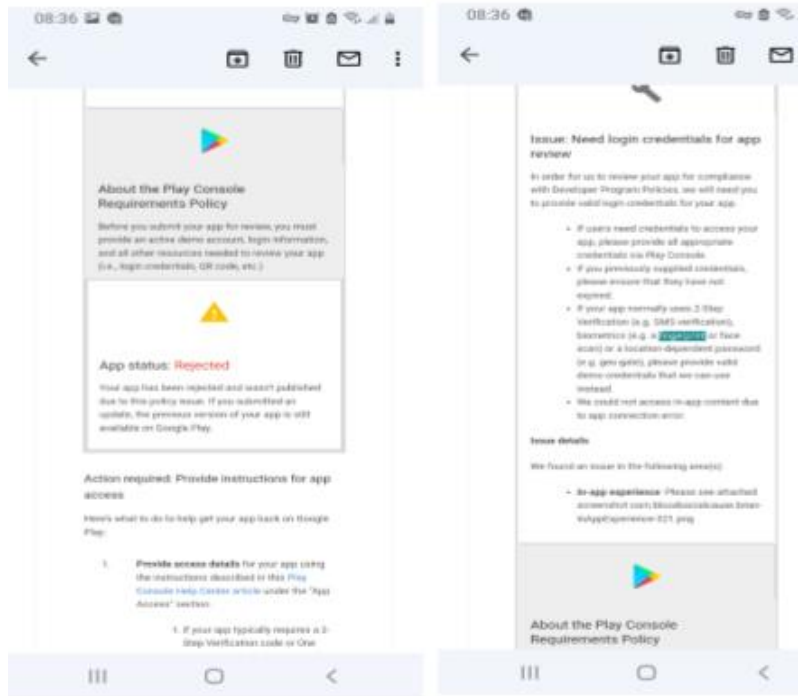 08:36
About the Play Console
Requirements Policy
Before you submit your app for review, you must
provide an active demo account, login information,
and all other resources needed to review your app
(i.e., login credentials, QR code, etc.)
App status: Rejected
Your app has been rejected and wasn't published
due to this policy issue. If you submitted an
update, the previous version of your app is still
available on Google Play.
Action required: Provide instructions for app
access
Here's what to do to help get your app back on Google
Play:
1. Provide access details for your app using
the instructions described in this Play
Console Help Center article under the "App
Access" section.
1. If your app typically requires a 2-
Step Verification code or One
08:36
Issue: Need login credentials for app
review
In order for us to review your app for compliance
with Developer Program Policies, we will need you
to provide valid login credentials for your app.
• If users need credentials to access your
app, please provide all appropriate
credentials via Play Console.
• If you previously supplied credentials,
please ensure that they have not
expired.
• If your app normally uses 2-Step
Verification (e.g. SMS verification),
biometrics (e.g. a fingerprint or face
scan) or a location-dependent password
(e.g. geo-gate), please provide valid
demo credentials that we can use
instead.
• We could not access in-app content due
to app connection error.
Issue details
We found an issue in the following area(s):
• In-app experience: Please see attached
screenshot
About the Play Console
Requirements Policy